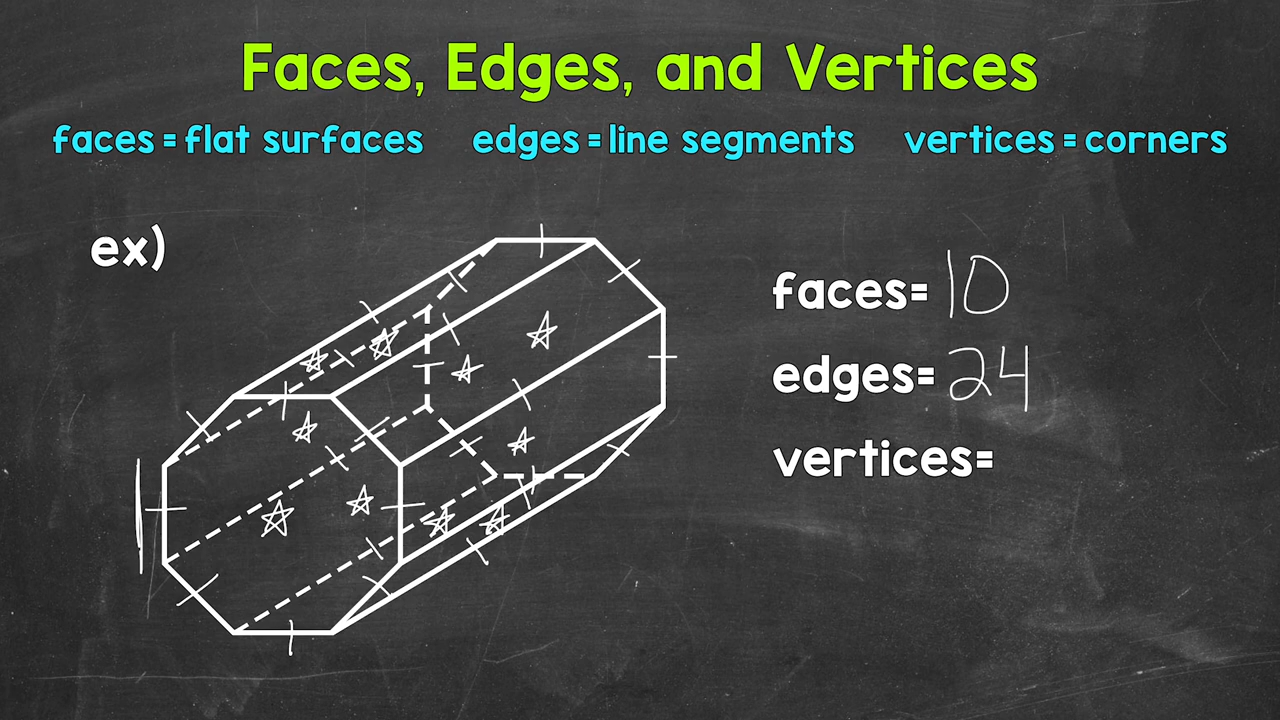 Faces, Edges, and Vertices
faces = flat surfaces edges = line segments vertices = corners
ex)
faces= 10
edges= 24
vertices=